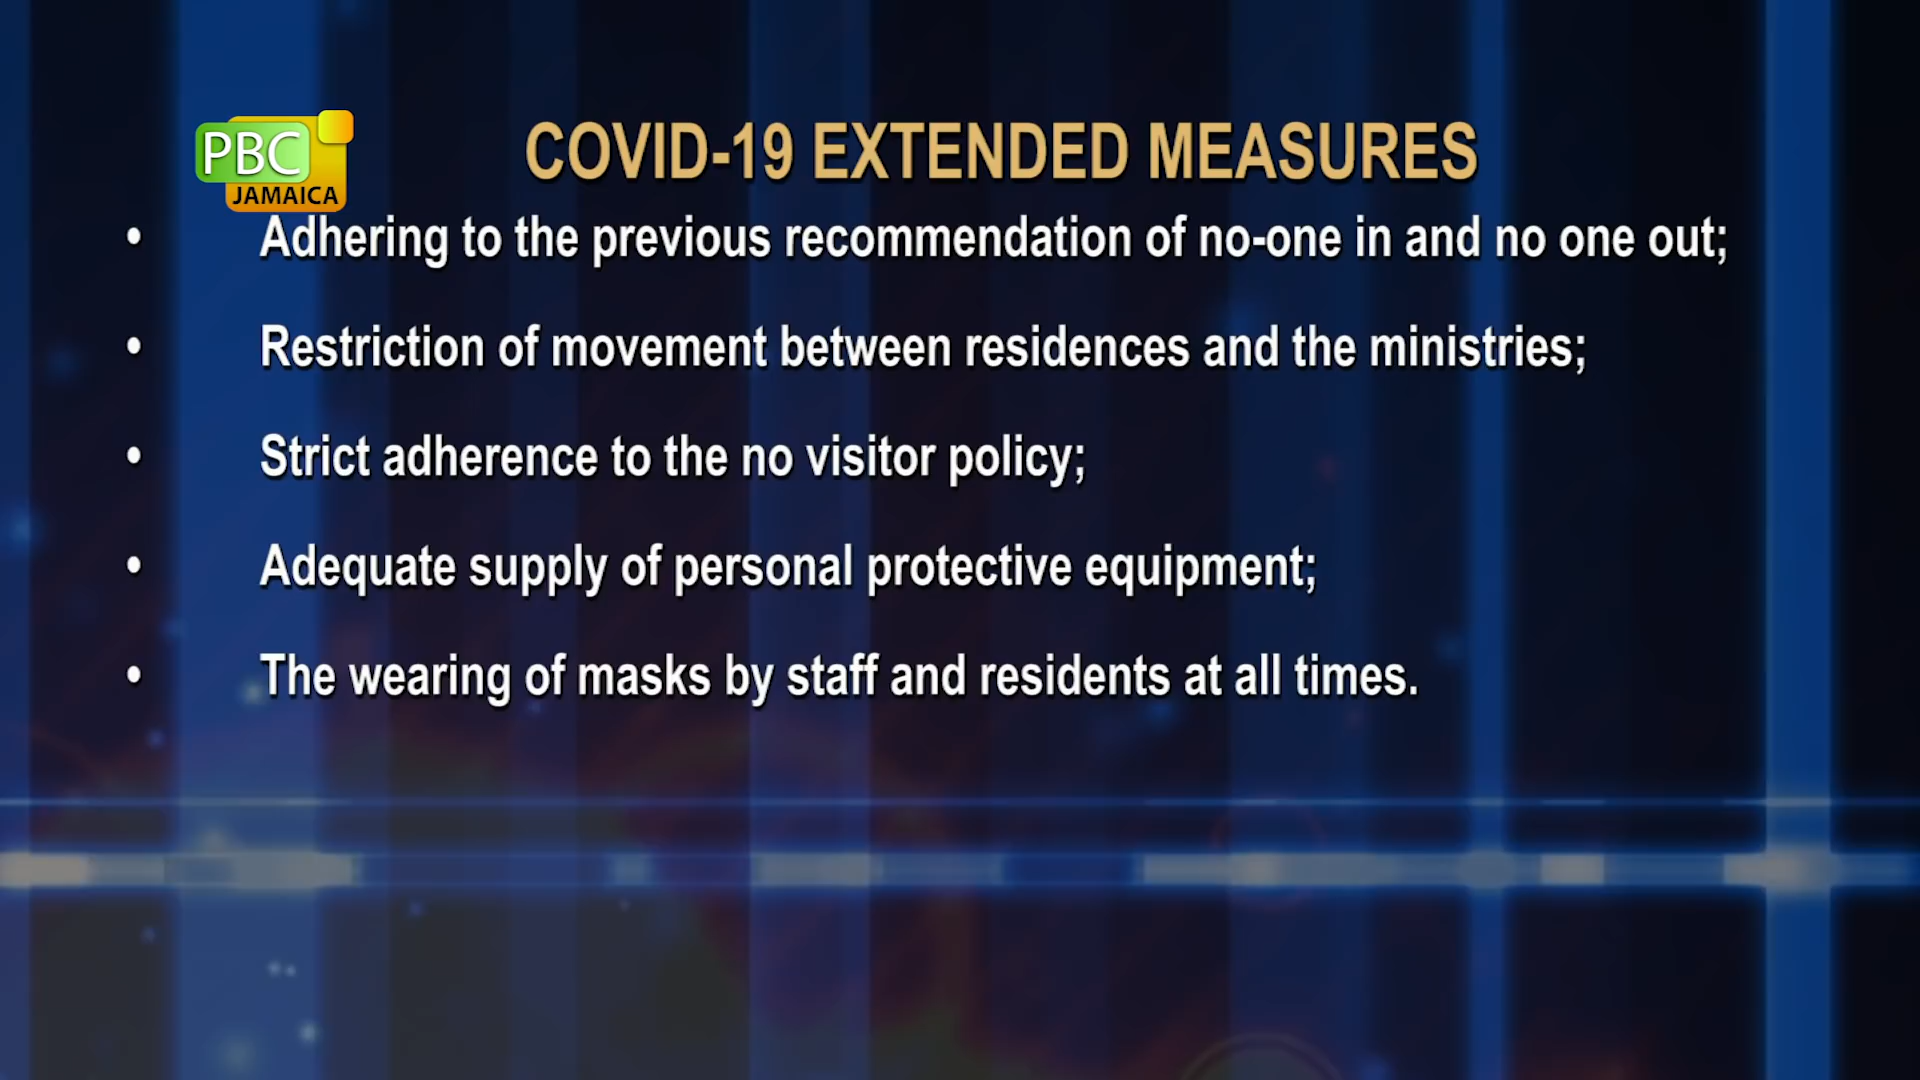 PBC
JAMAICA
COVID-19 EXTENDED MEASURES
• Adhering to the previous recommendation of no-one in and no one out;
• Restriction of movement between residences and the ministries;
• Strict adherence to the no visitor policy;
• Adequate supply of personal protective equipment;
• The wearing of masks by staff and residents at all times.